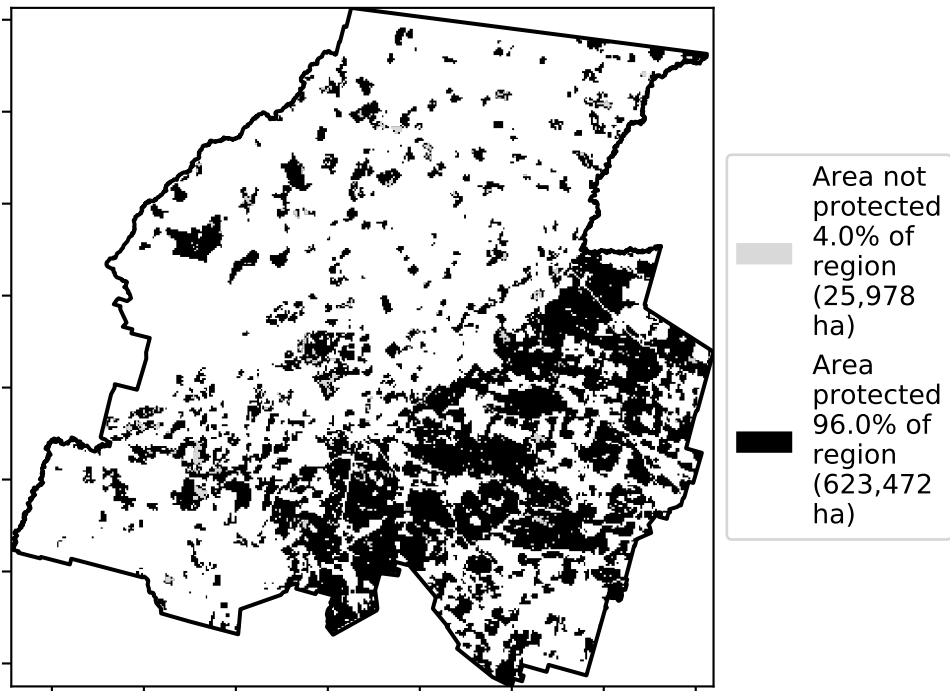 Area not
protected
4.0% of
region
(25,978
ha)
Area
protected
96.0% of
region
(623,472
ha)